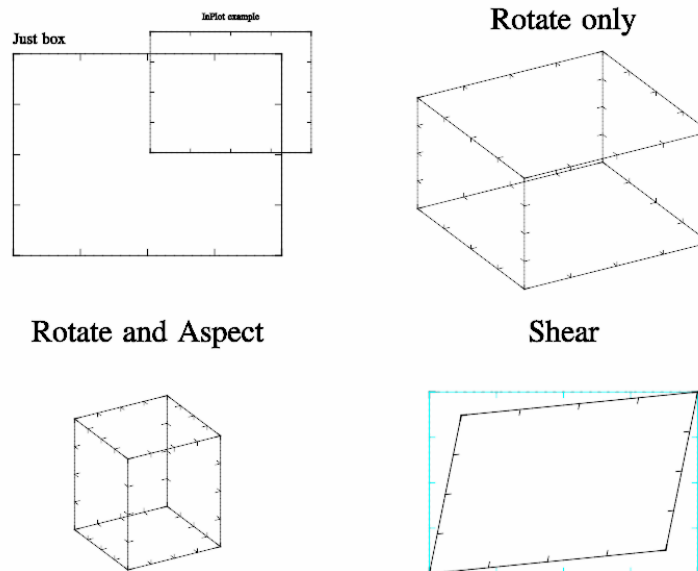 InPlot example
Just box
Rotate only
Rotate and Aspect
Shear